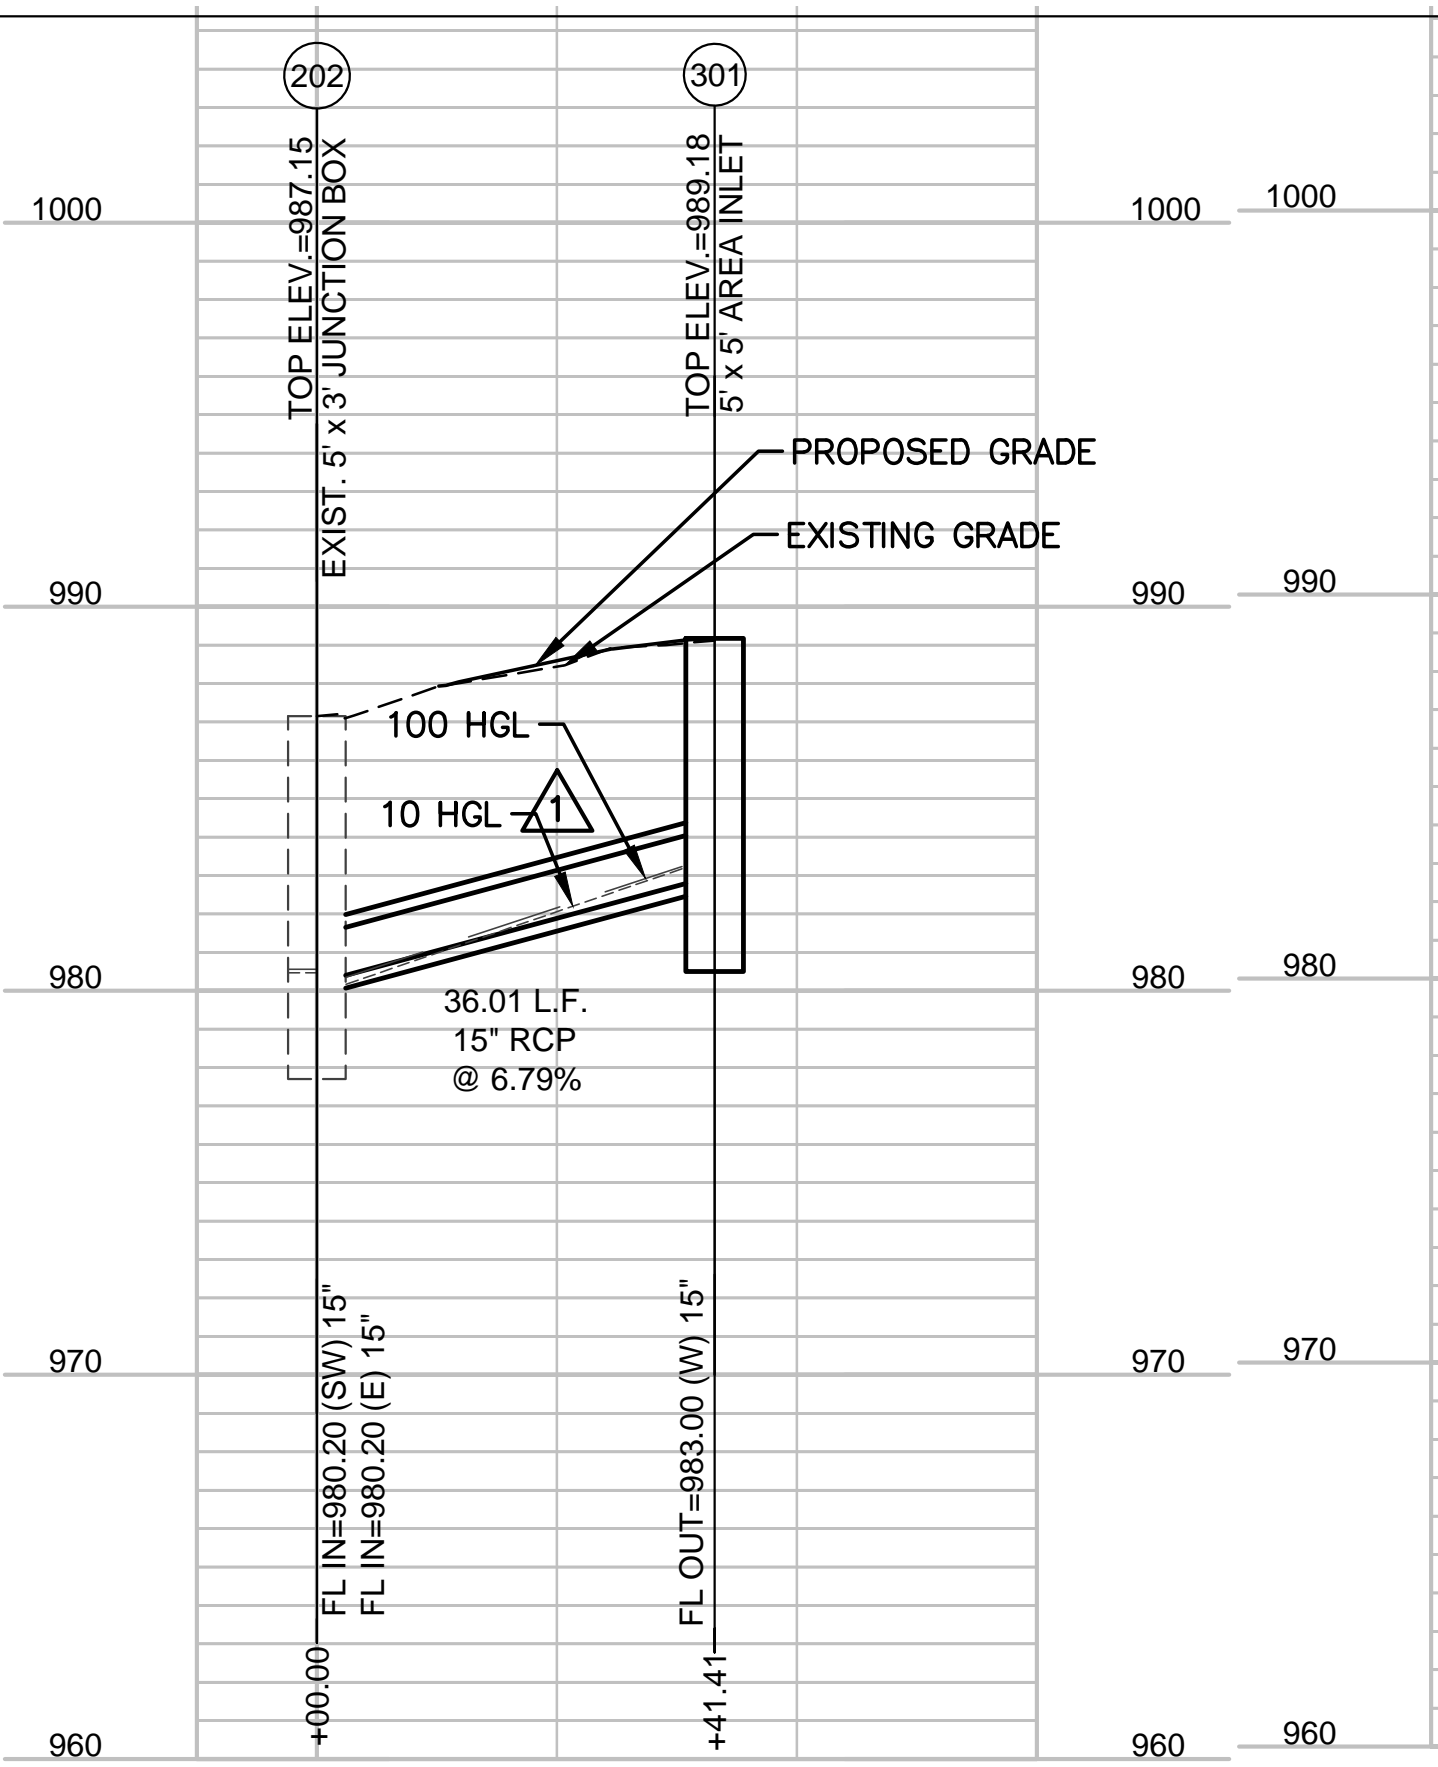 202
301
TOP ELEV.=987.15
EXIST. 5' x 3' JUNCTION BOX
TOP ELEV.=989.18
5' x 5' AREA INLET
1000
1000
1000
PROPOSED GRADE
EXISTING GRADE
990
990
990
100 HGL
10 HGL
1
980
980
980
36.01 L.F.
15" RCP
@ 6.79%
FL IN=980.20 (SW) 15"
FL IN=980.20 (E) 15"
FL OUT=983.00 (W) 15"
970
970
970
+00.00
+41.41
960
960
960